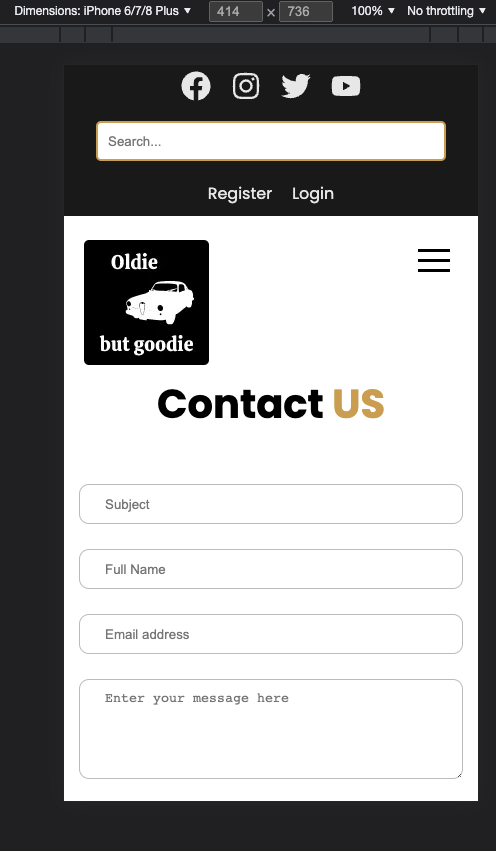 Dimensions: iPhone 6/7/8 Plus ▼ 414 × 736 100% ▼ No throttling ▼
Search...
Register Login
Oldie
but goodie
Contact US
Subject
Full Name
Email address
Enter your message here